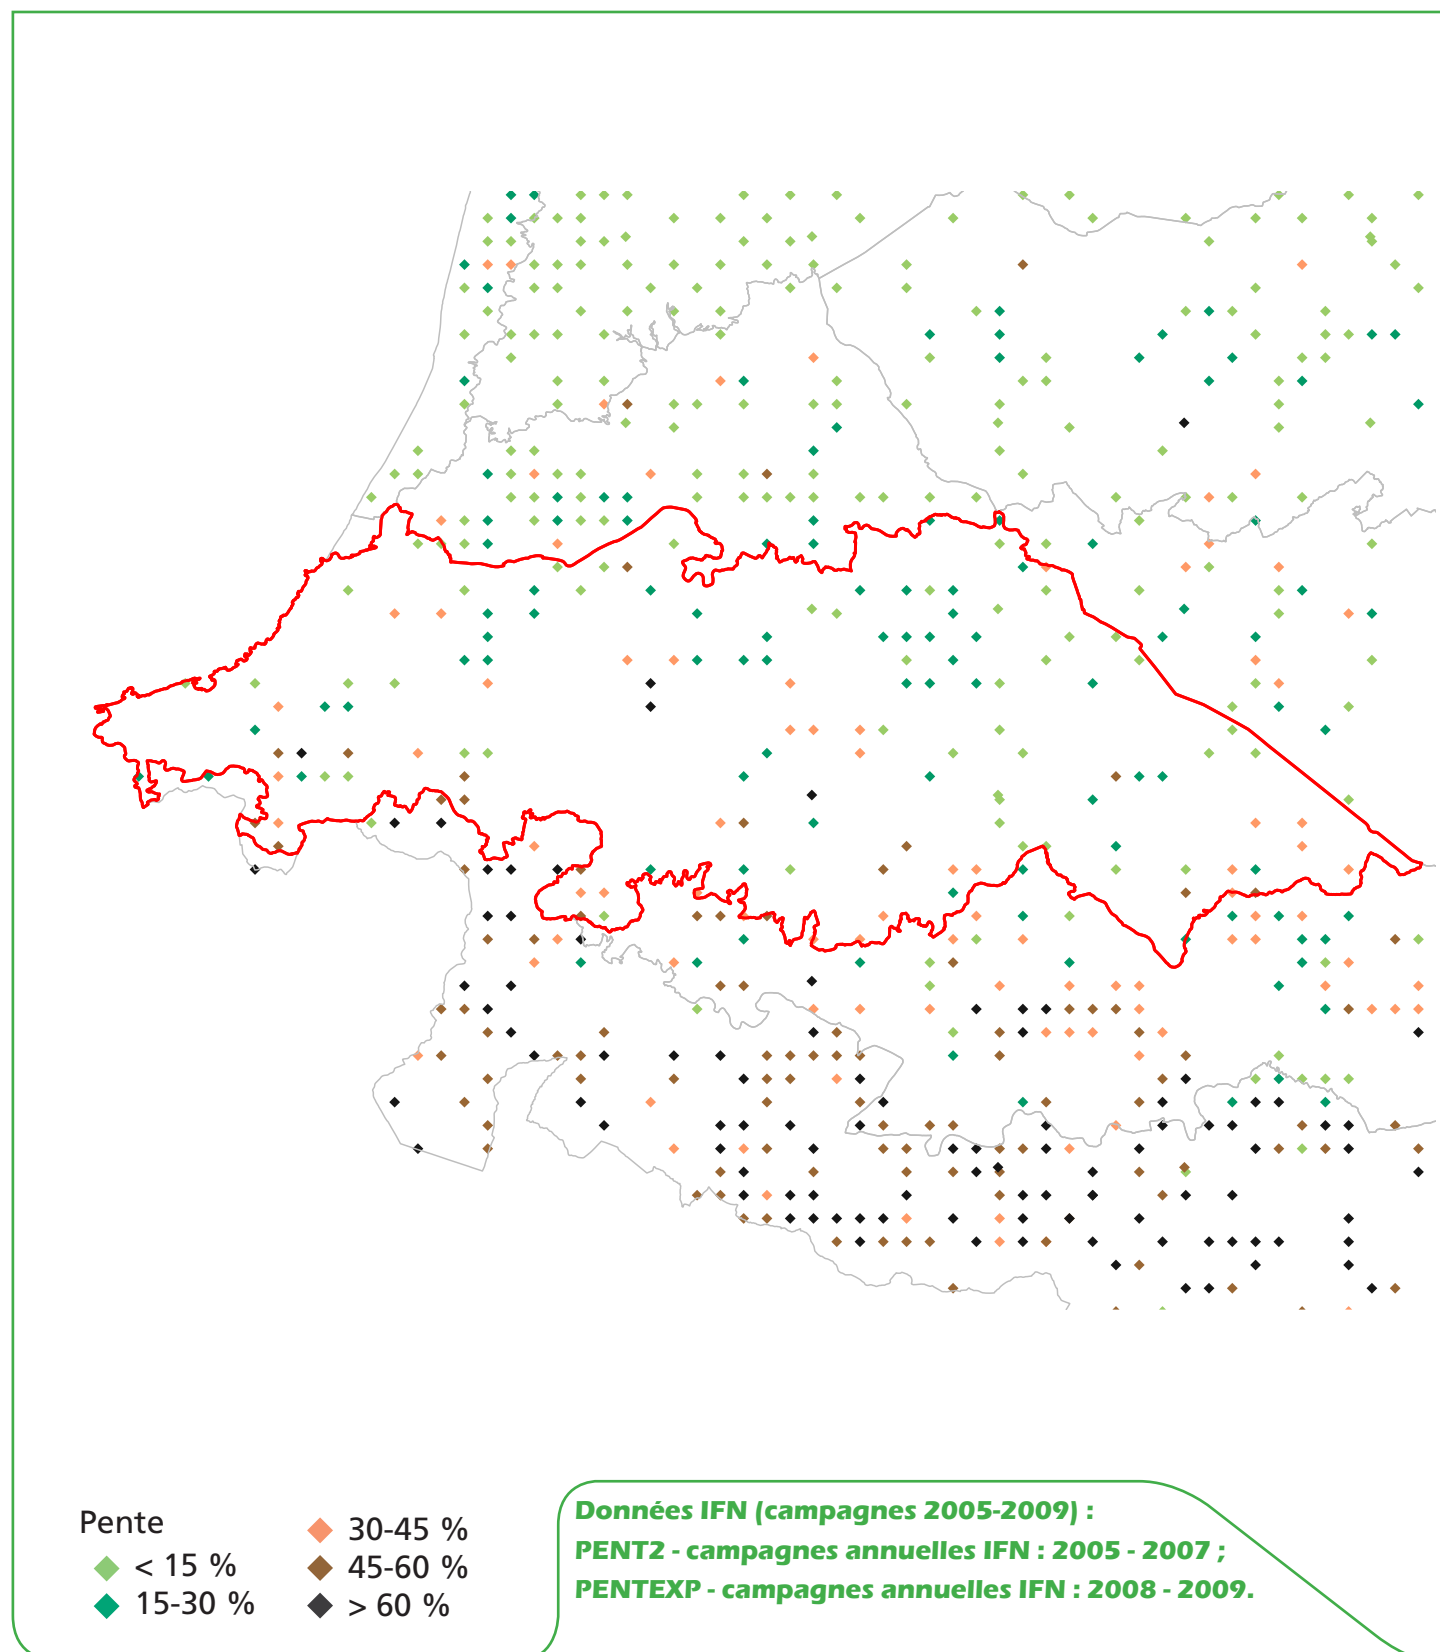 Pente
< 15 %
15-30 %
30-45 %
45-60 %
> 60 %
Données IFN (campagnes 2005-2009) :
PENT2 - campagnes annuelles IFN : 2005 - 2007 ;
PENTEXP - campagnes annuelles IFN : 2008 - 2009.